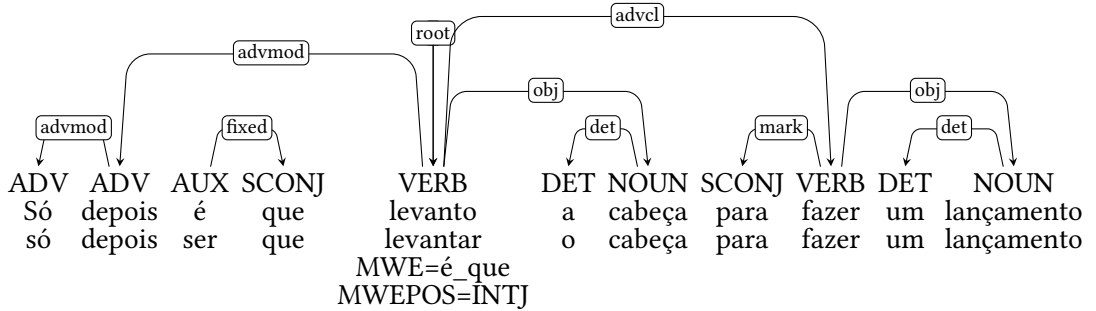 advcl
root
advmod
obj obj
advmod fixed det mark det
ADV ADV AUX SCONJ VERB DET NOUN SCONJ VERB DET NOUN
Só depois é que levanto a cabeça para fazer um lançamento
só depois ser que levantar o cabeça para fazer um lançamento
MWE=é_que
MWEPOS=INTJ